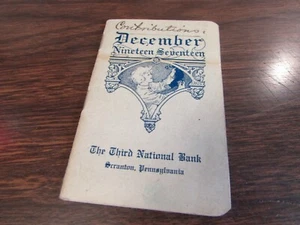 Contributions,
December
Nineteen Seventeen
The Third National Bank
Scranton, Pennsylvania